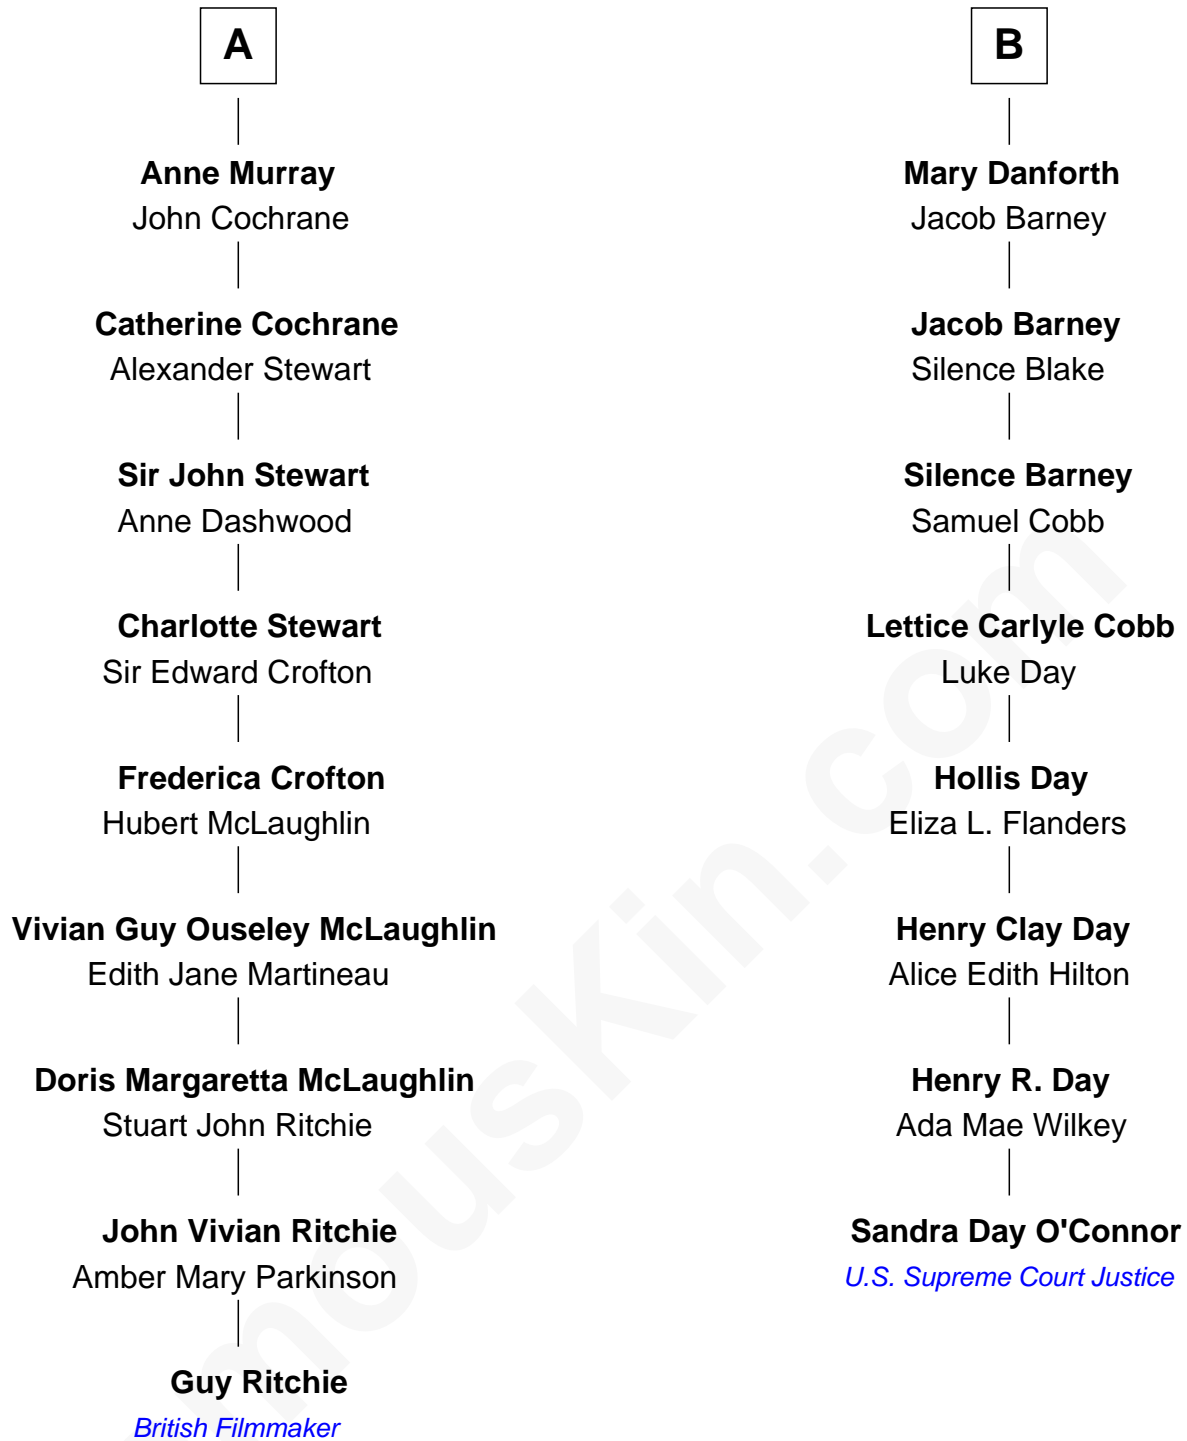 A
Anne Murray
John Cochrane
Catherine Cochrane
Alexander Stewart
Sir John Stewart
Anne Dashwood
Charlotte Stewart
Sir Edward Crofton
Frederica Crofton
Hubert McLaughlin
Vivian Guy Ouseley McLaughlin
Edith Jane Martineau
Doris Margaretta McLaughlin
Stuart John Ritchie
John Vivian Ritchie
Amber Mary Parkinson
Guy Ritchie
British Filmmaker
B
Mary Danforth
Jacob Barney
Jacob Barney
Silence Blake
Silence Barney
Samuel Cobb
Lettice Carlyle Cobb
Luke Day
Hollis Day
Eliza L. Flanders
Henry Clay Day
Alice Edith Hilton
Henry R. Day
Ada Mae Wilkey
Sandra Day O'Connor
U.S. Supreme Court Justice
mousKin.com